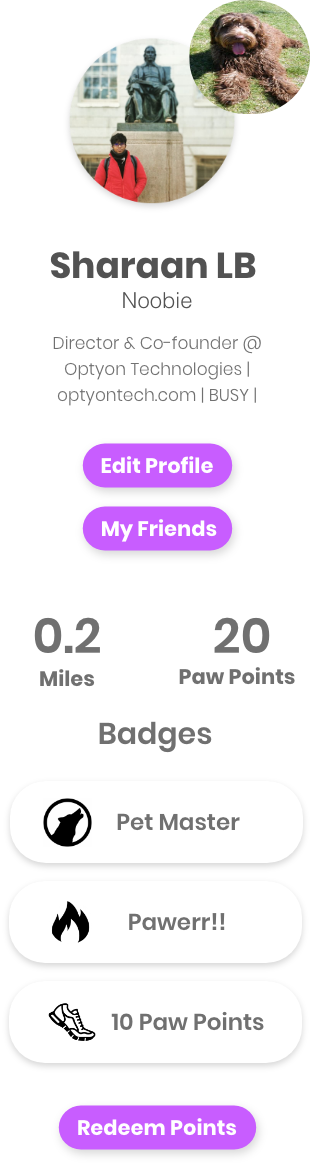 Sharaan LB
Noobie
Director & Co-founder @
Optyon Technologies |
optyontech.com | BUSY |
Edit Profile
My Friends
0.2 20
Miles Paw Points
Badges
Pet Master
Pawerr!!
10 Paw Points
Redeem Points